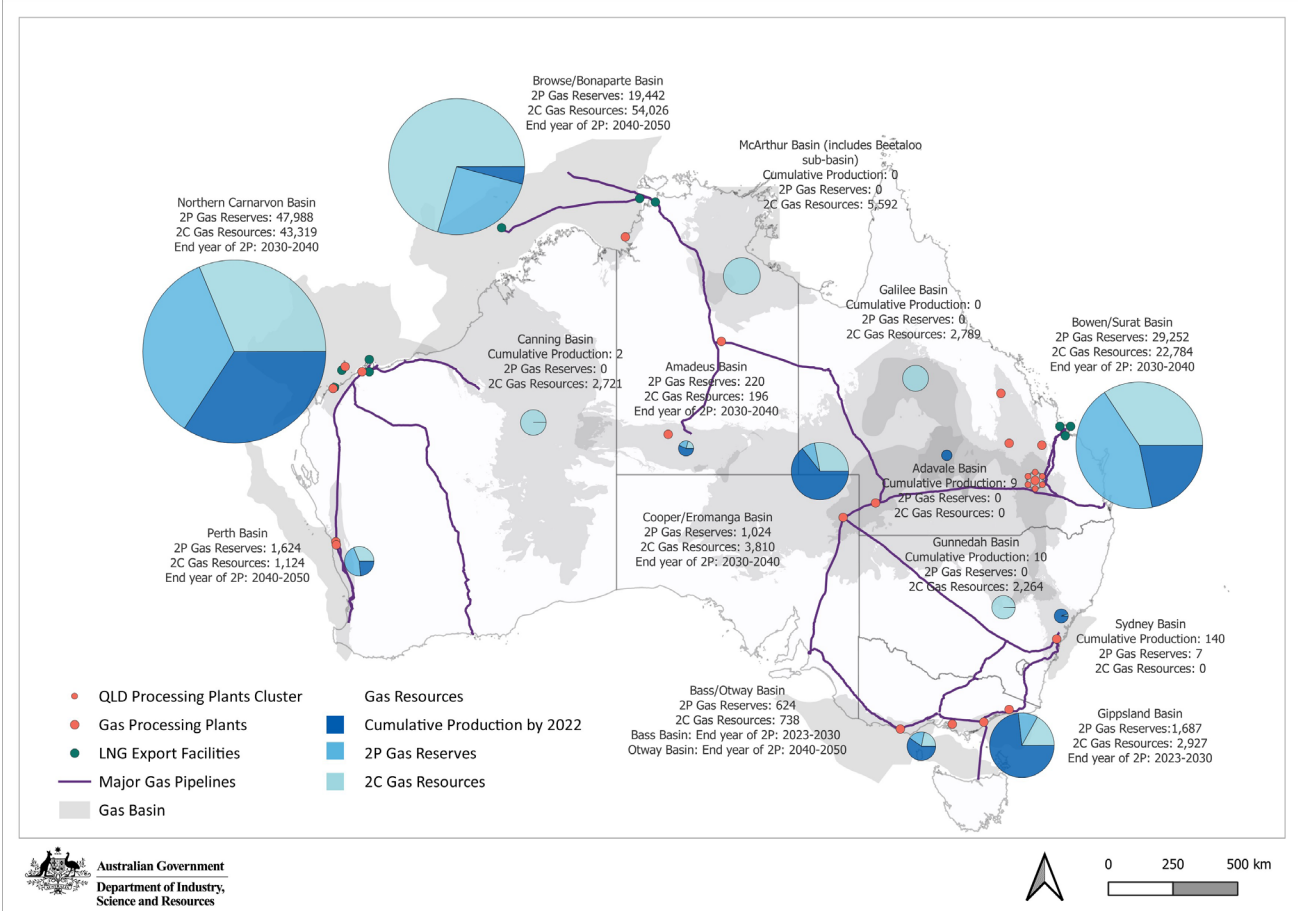 Browse/Bonaparte Basin
2P Gas Reserves: 19,442
2C Gas Resources: 54,026
End year of 2P: 2040-2050
McArthur Basin (includes Beetaloo
sub-basin)
Cumulative Production: 0
2P Gas Reserves: 0
2C Gas Resources: 5,592
Northern Carnarvon Basin
2P Gas Reserves: 47,988
2C Gas Resources: 43,319
End year of 2P: 2030-2040
Galilee Basin
Cumulative Production: 0
2P Gas Reserves: 0
2C Gas Resources: 2,789
Bowen/Surat Basin
2P Gas Reserves: 29,252
2C Gas Resources: 22,784
End year of 2P: 2030-2040
Canning Basin
Cumulative Production: 2
2P Gas Reserves: 0
2C Gas Resources: 2,721
Amadeus Basin
2P Gas Reserves: 220
2C Gas Resources: 196
End year of 2P: 2030-2040
Adavale Basin
Cumulative Production: 9
2P Gas Reserves: 0
2C Gas Resources: 0
Cooper/Eromanga Basin
2P Gas Reserves: 1,024
2C Gas Resources: 3,810
End year of 2P: 2030-2040
Perth Basin
2P Gas Reserves: 1,624
2C Gas Resources: 1,124
End year of 2P: 2040-2050
Gunnedah Basin
Cumulative Production: 10
2P Gas Reserves: 0
2C Gas Resources: 2,264
Sydney Basin
Cumulative Production: 140
2P Gas Reserves: 7
2C Gas Resources: 0
Bass/Otway Basin
2P Gas Reserves: 624
2C Gas Resources: 738
Bass Basin: End year of 2P: 2023-2030
Otway Basin: End year of 2P: 2040-2050
Gippsland Basin
2P Gas Reserves:1,687
2C Gas Resources: 2,927
End year of 2P: 2023-2030
QLD Processing Plants Cluster
Gas Processing Plants
LNG Export Facilities
Major Gas Pipelines
Gas Basin
Gas Resources
Cumulative Production by 2022
2P Gas Reserves
2C Gas Resources
Australian Government
Department of Industry,
Science and Resources
0 250 500 km